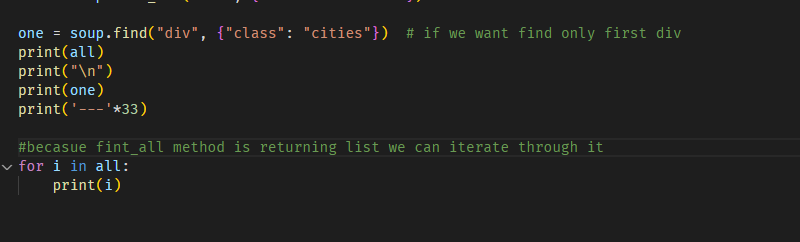 one = soup.find("div", {"class": "cities"})  # if we want find only first div
print(all)
print("\n")
print(one)
print('---'*33)
#becasue fint_all method is returning list we can iterate through it
for i in all:
    print(i)